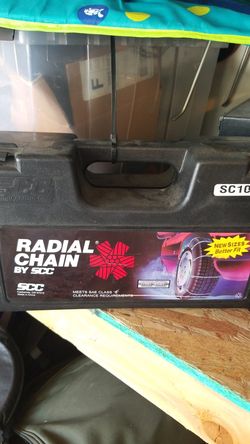 SC10
RADIAL
CHAIN
BY SCC
NEW SIZES
Better Fit
SCC
MEETS SAE CLASS "S"
CLEARANCE REQUIREMENTS